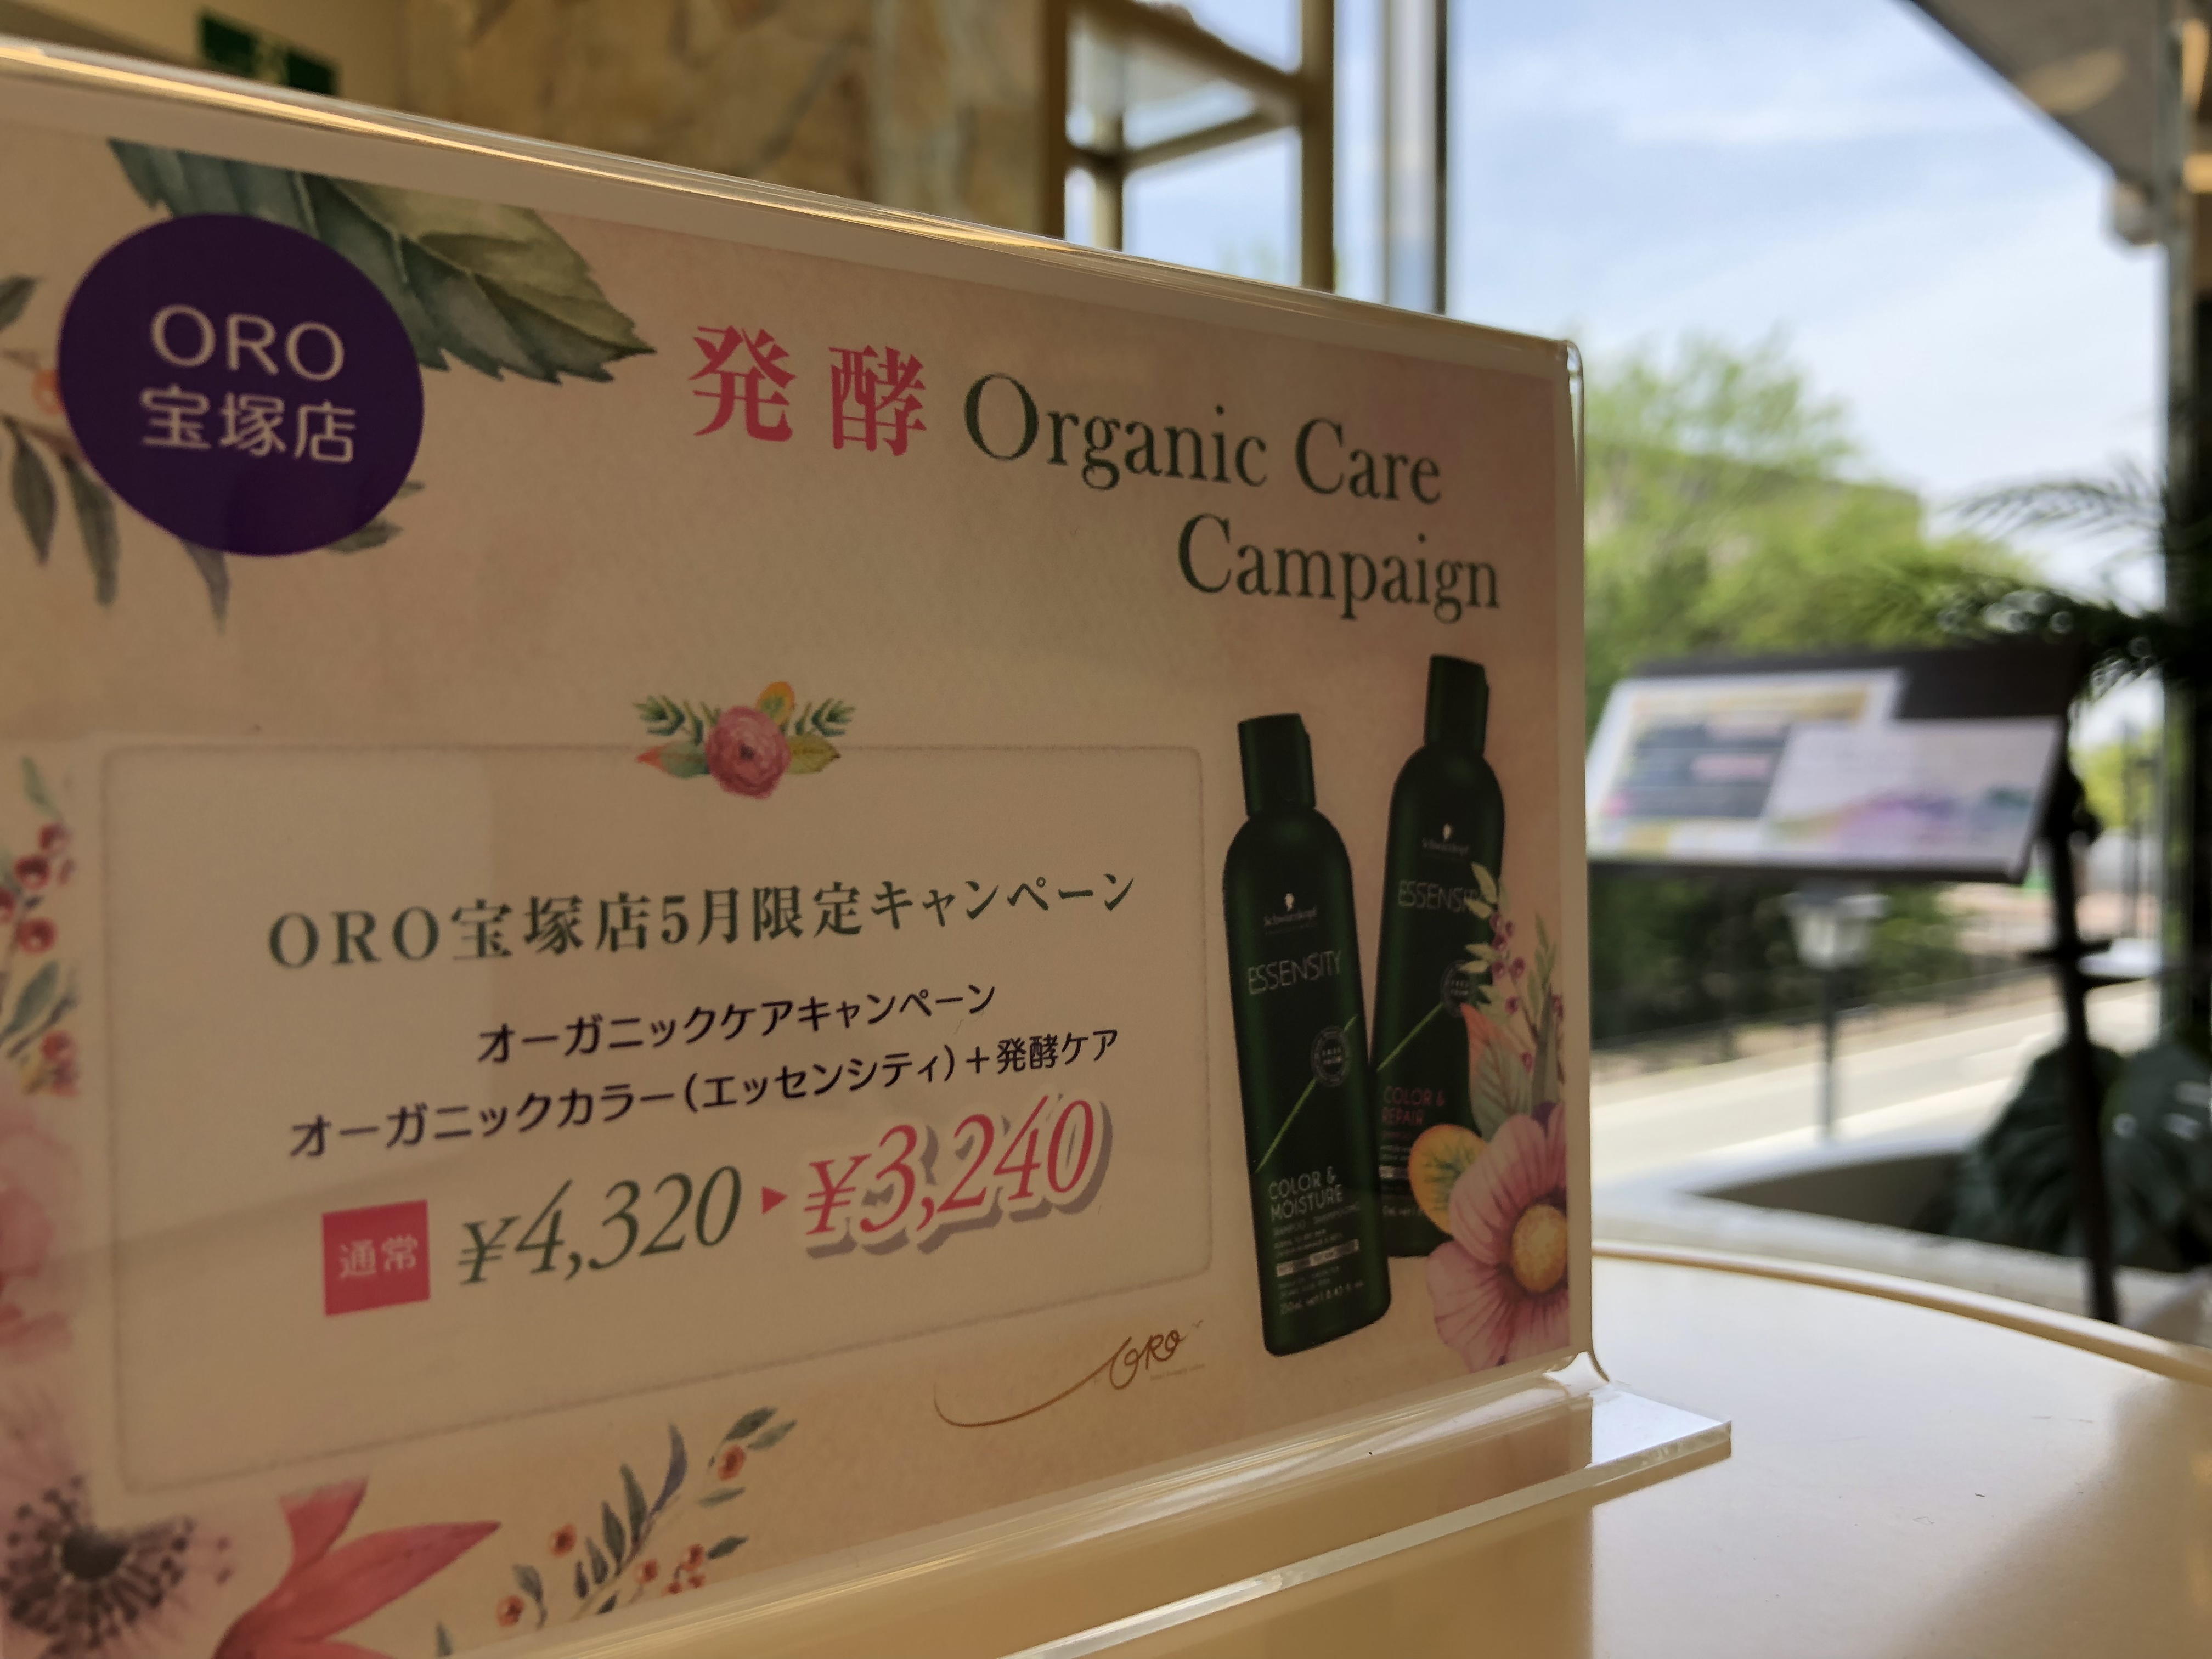 ORO
宝塚店
発酵 Organic Care
Campaign
ORO宝塚店5月限定キャンペーン
オーガニックケアキャンペーン
オーガニックカラー(エッセンシティ)+発酵ケア
通常 ¥4,320 ▶ ¥3,240
Schwarzkopf
ESSENSITY
COLOR &
MOISTURE
Schwarzkopf
ESSENSITY
COLOR &
REPAIR
ORO